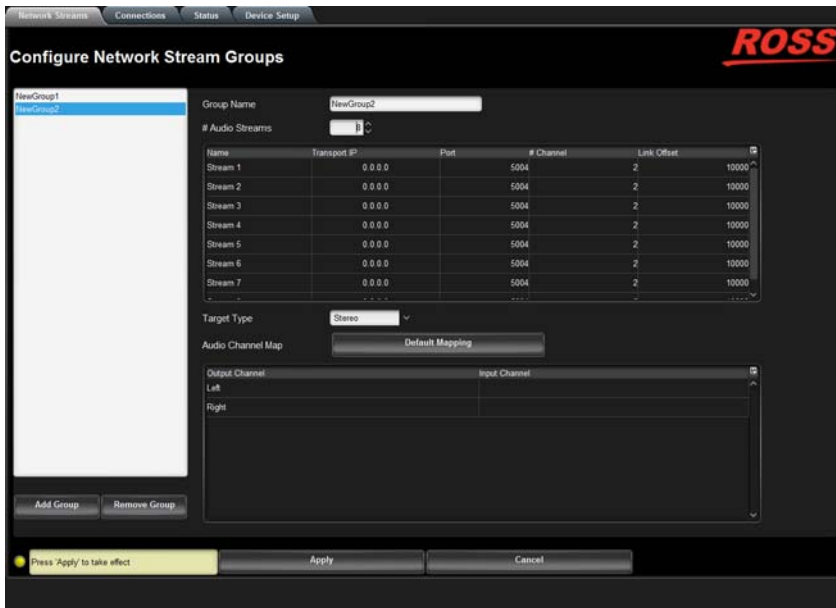 Network Streams Connections Status Device Setup
ROSS
Configure Network Stream Groups
NewGroup1
NewGroup2
Group Name NewGroup2
# Audio Streams 8
Name Transport IP Port # Channel Link Offset
Stream 1 0.0.0.0 5004 2 10000
Stream 2 0.0.0.0 5004 2 10000
Stream 3 0.0.0.0 5004 2 10000
Stream 4 0.0.0.0 5004 2 10000
Stream 5 0.0.0.0 5004 2 10000
Stream 6 0.0.0.0 5004 2 10000
Stream 7 0.0.0.0 5004 2 10000
Target Type Stereo
Audio Channel Map Default Mapping
Output Channel Input Channel
Left
Right
Add Group Remove Group
Press 'Apply' to take effect Apply Cancel